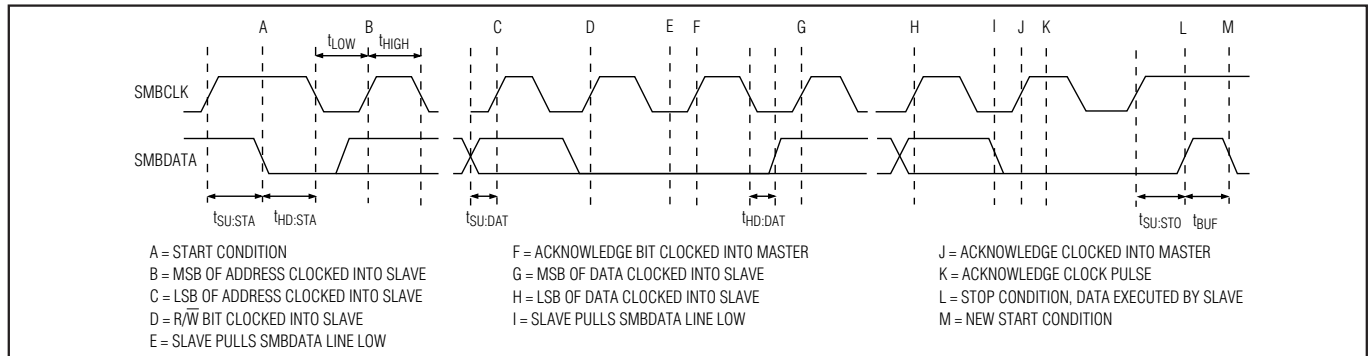 A B C D E F G H I J K L M
tLOW tHIGH
SMBCLK
SMBDATA
tSU:STA tHD:STA tSU:DAT tHD:DAT tSU:STO tBUF
A = START CONDITION
B = MSB OF ADDRESS CLOCKED INTO SLAVE
C = LSB OF ADDRESS CLOCKED INTO SLAVE
D = R/W̅ BIT CLOCKED INTO SLAVE
E = SLAVE PULLS SMBDATA LINE LOW
F = ACKNOWLEDGE BIT CLOCKED INTO MASTER
G = MSB OF DATA CLOCKED INTO SLAVE
H = LSB OF DATA CLOCKED INTO SLAVE
I = SLAVE PULLS SMBDATA LINE LOW
J = ACKNOWLEDGE CLOCKED INTO MASTER
K = ACKNOWLEDGE CLOCK PULSE
L = STOP CONDITION, DATA EXECUTED BY SLAVE
M = NEW START CONDITION